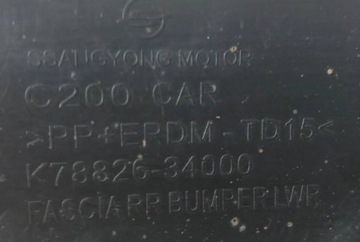 SSANGYONG MOTOR
C200 CAR
>PP+EPDM-TD15<
K78826-34000
FASCIA RR BUMPER LWR